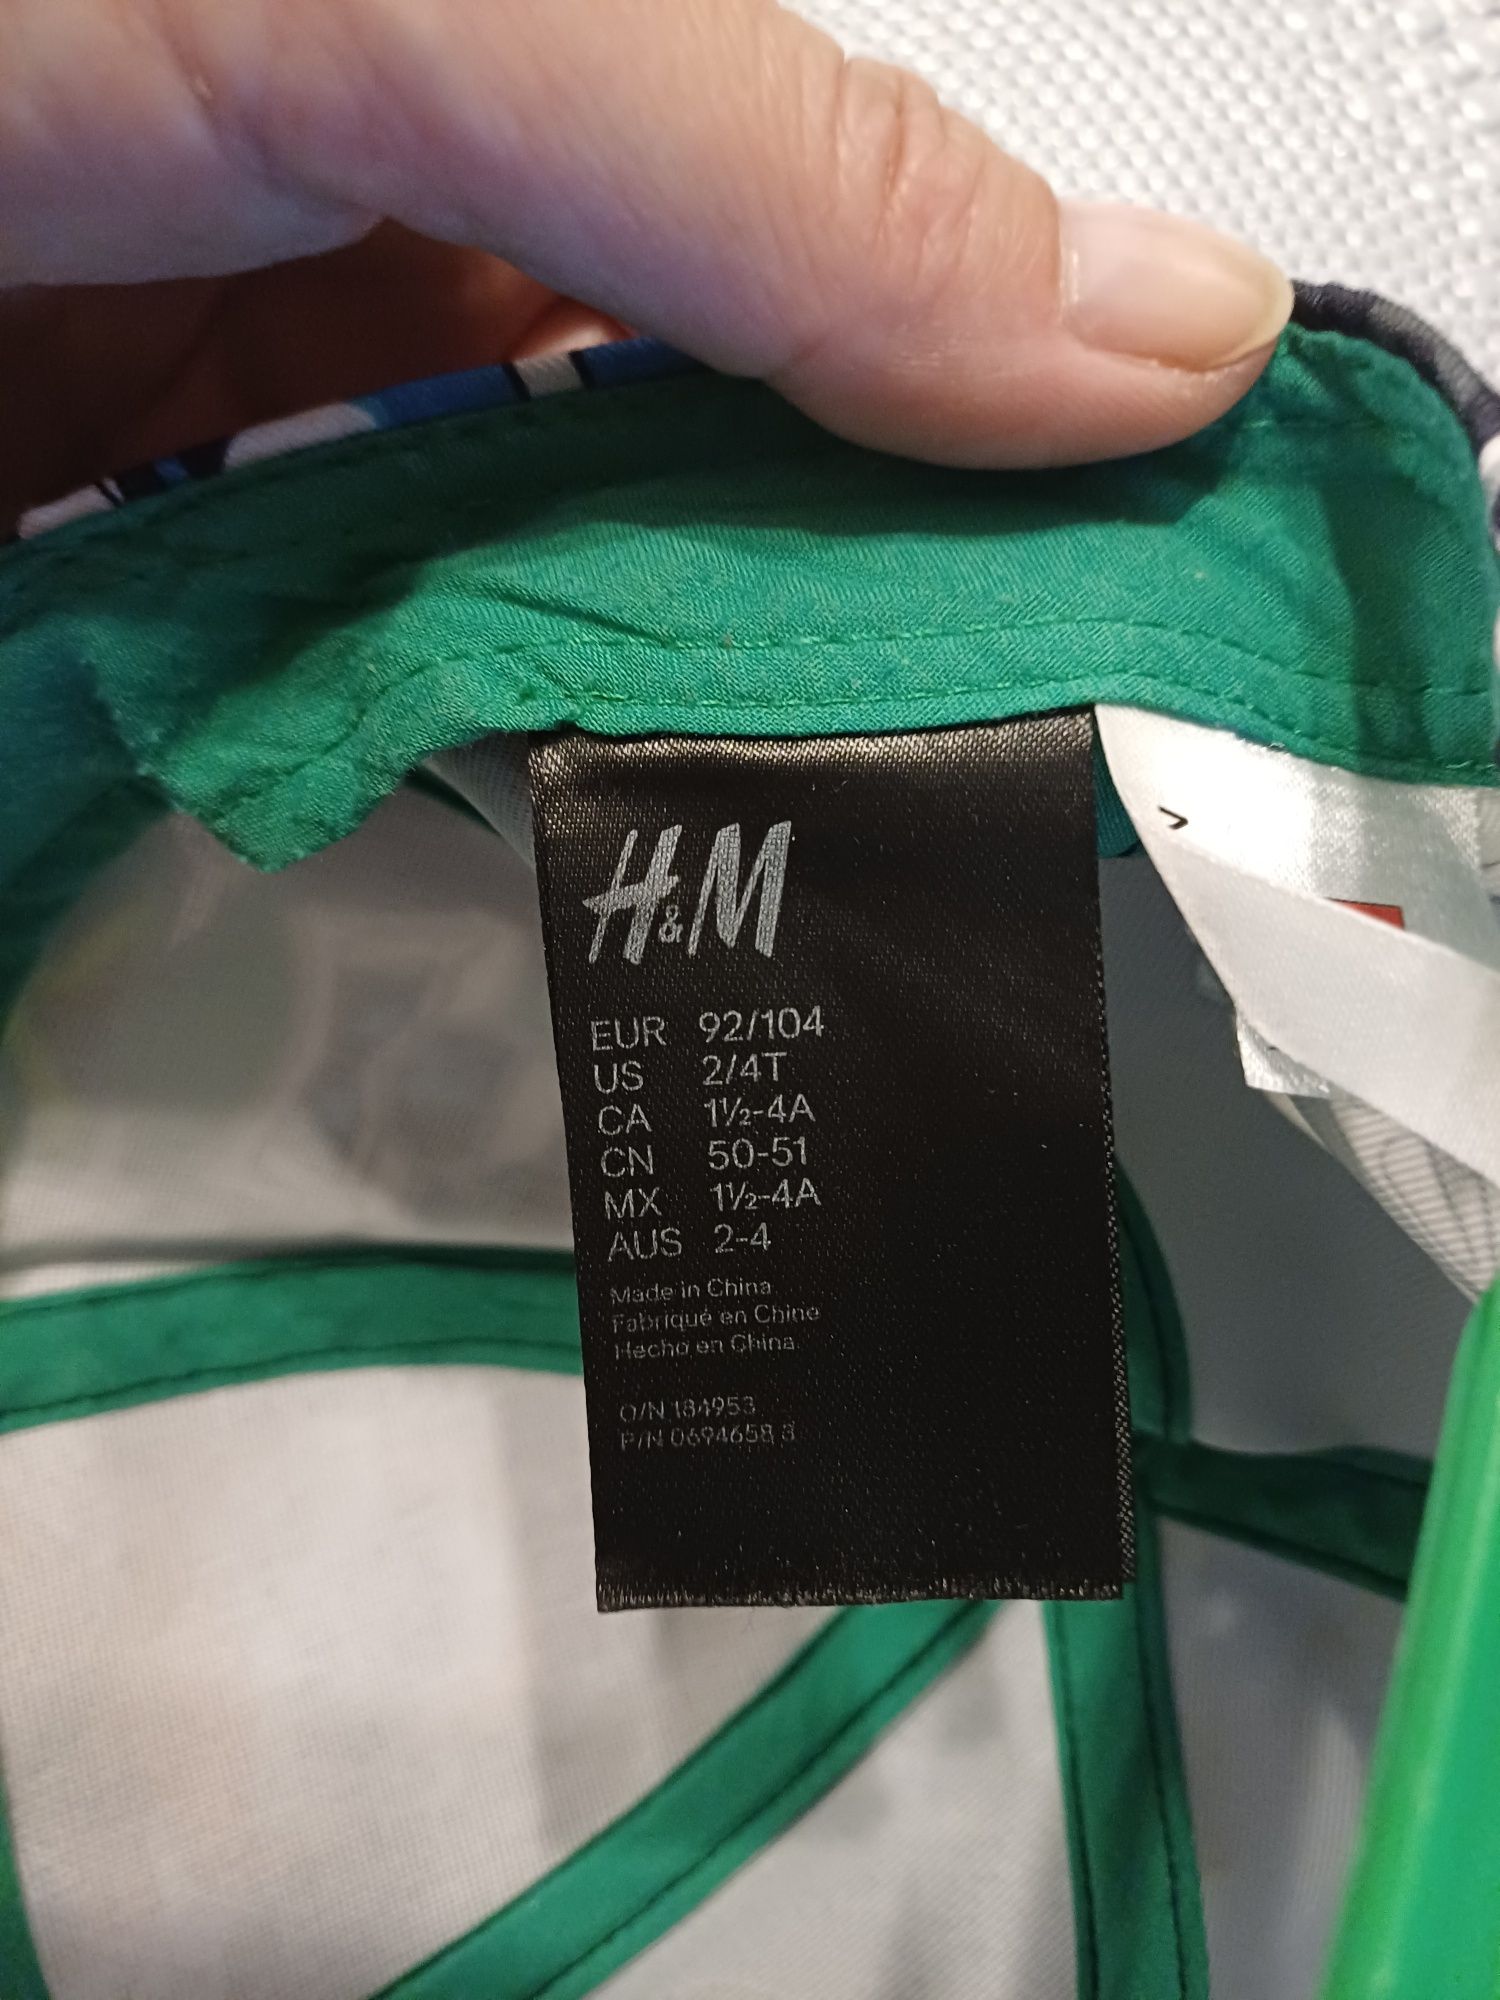 H&M
EUR 92/104
US 2/4T
CA 1½-4A
CN 50-51
MX 1½-4A
AUS 2-4
Made in China
Fabriqué en Chine
Hecho en China
O/N 184953
P/N 0694658 3